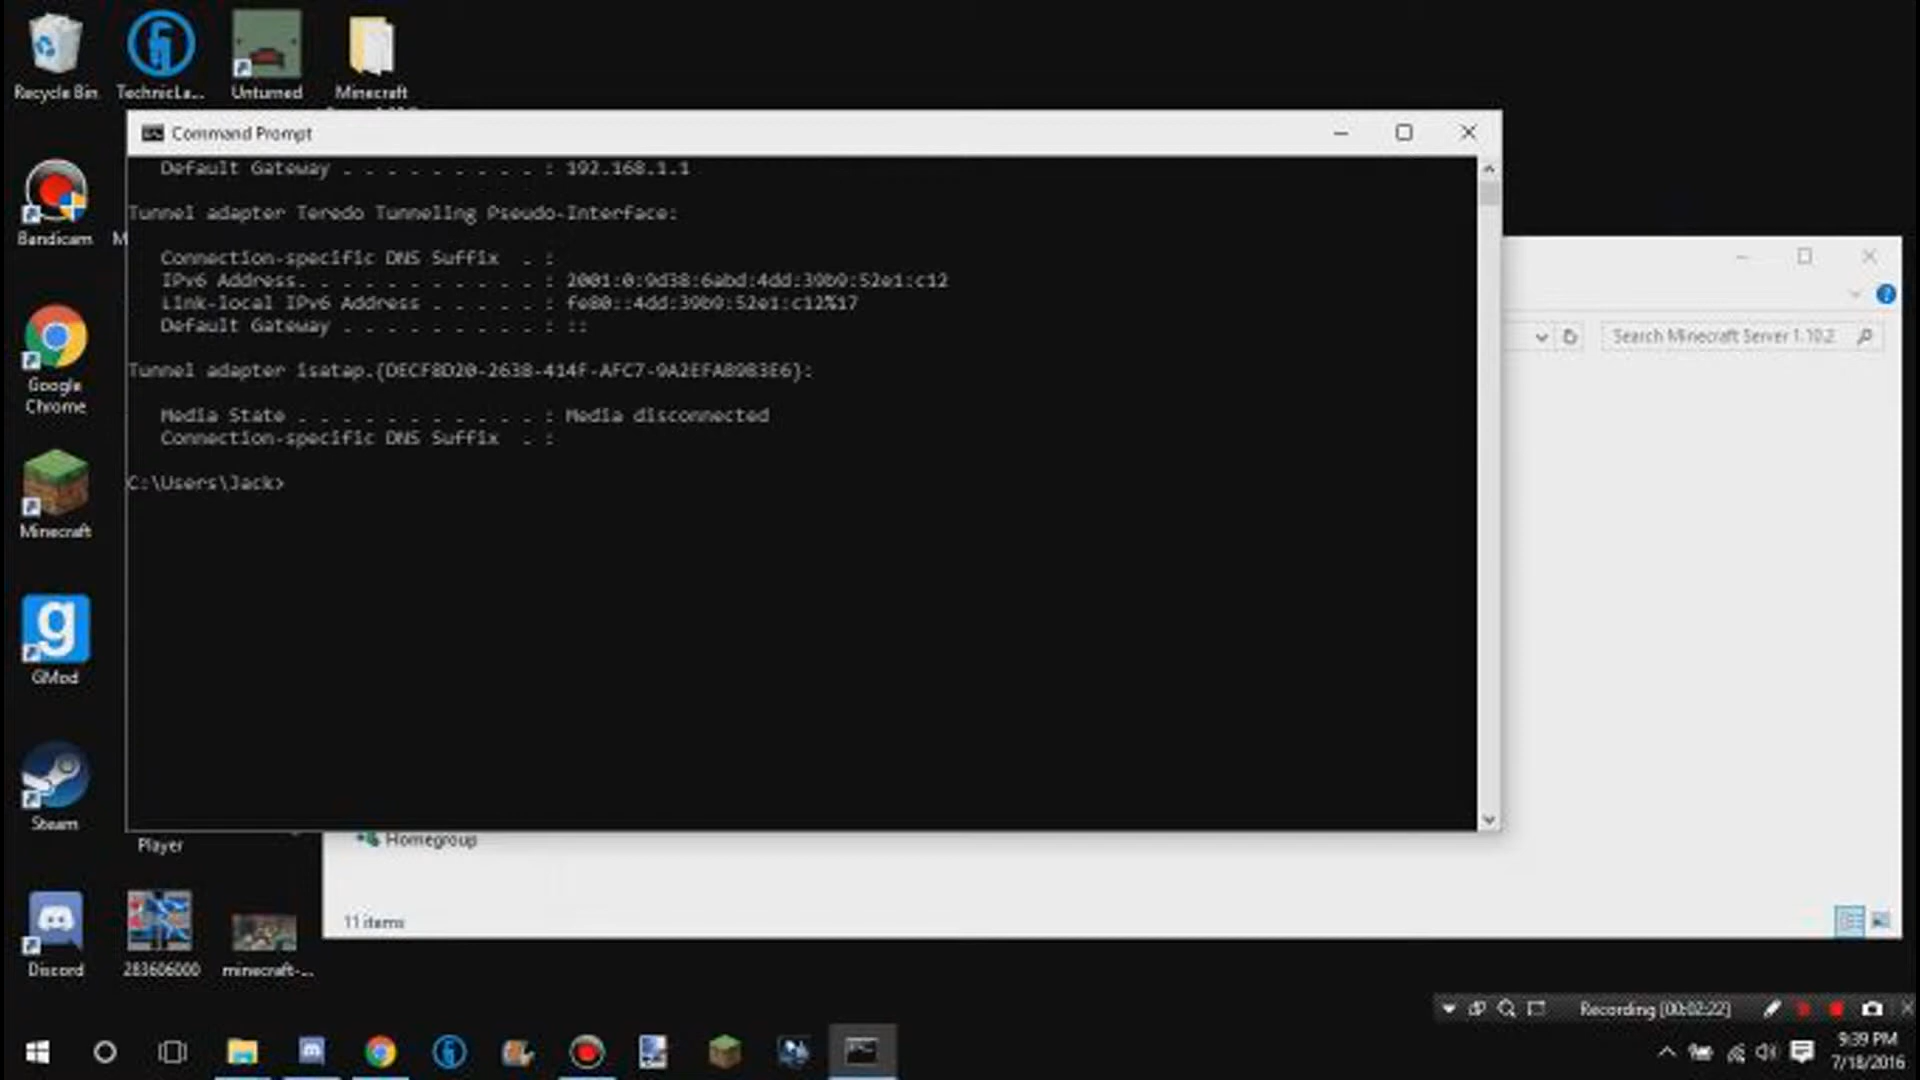 Recycle Bin
TechnicLa...
Unturned
Minecraft
Command Prompt
Default Gateway . . . . . . . . . : 192.168.1.1
Tunnel adapter Teredo Tunneling Pseudo-Interface:
Connection-specific DNS Suffix . :
IPv6 Address. . . . . . . . . . . : 2001:0:9d38:6abd:4dd:39b9:52e1:c12
Link-local IPv6 Address . . . . . : fe80::4dd:39b9:52e1:c12%17
Default Gateway . . . . . . . . . : ::
Tunnel adapter isatap.{DECF8D20-2638-414F-AFC7-9A2EFAB9B3E6}:
Media State . . . . . . . . . . . : Media disconnected
Connection-specific DNS Suffix . :
C:\Users\Jack>
Bandicam
M
Google
Chrome
Minecraft
GMod
Steam
Player
Discord
283606000
minecraft-...
Search Minecraft Server 1.10.2
Homegroup
11 items
Recording [00:02:22]
9:39 PM
7/18/2016